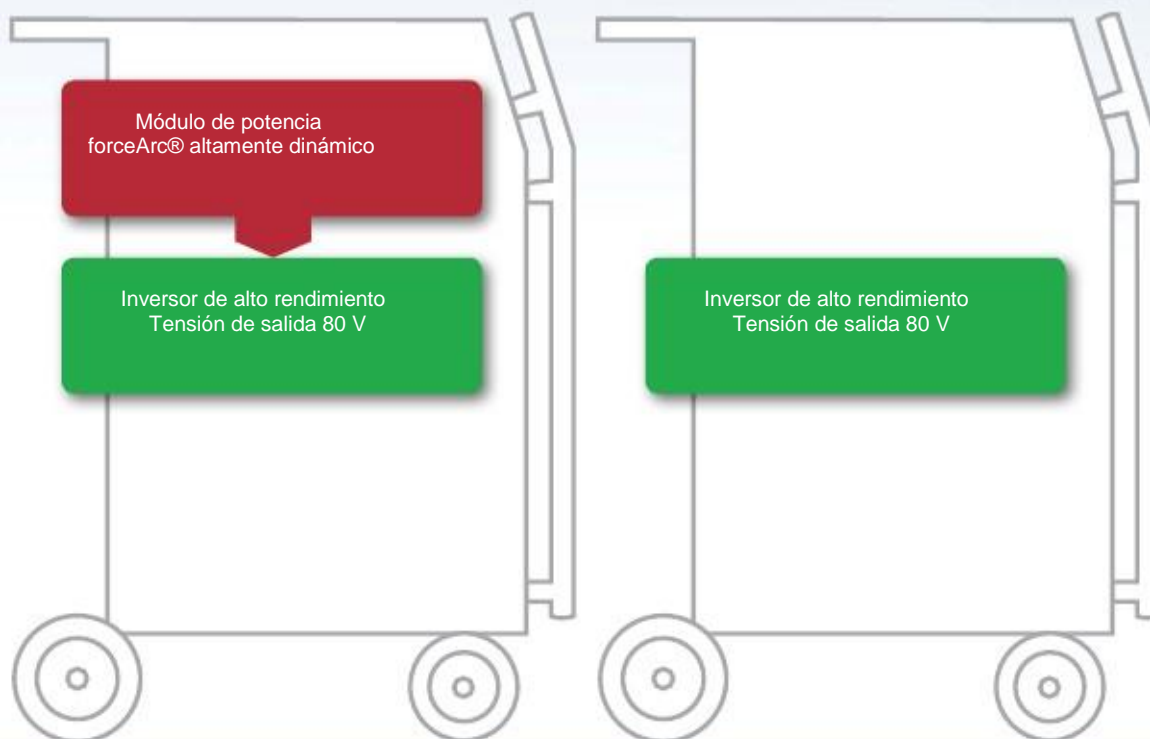 Módulo de potencia
forceArc® altamente dinámico
Inversor de alto rendimiento
Tensión de salida 80 V
Inversor de alto rendimiento
Tensión de salida 80 V